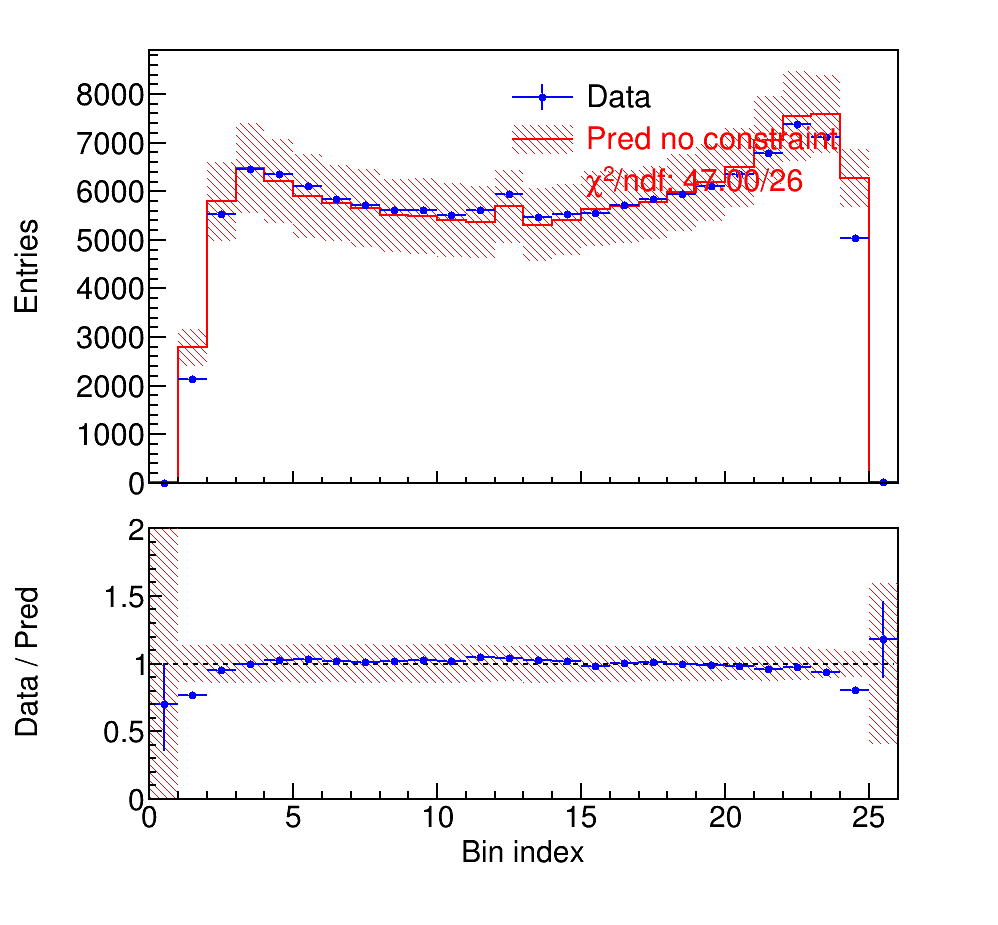 Entries
8000
7000
6000
5000
4000
3000
2000
1000
0
Data
Pred no constraint
χ²/ndf: 47.00/26
Data / Pred
2
1.5
1
0.5
0
0 5 10 15 20 25
Bin index